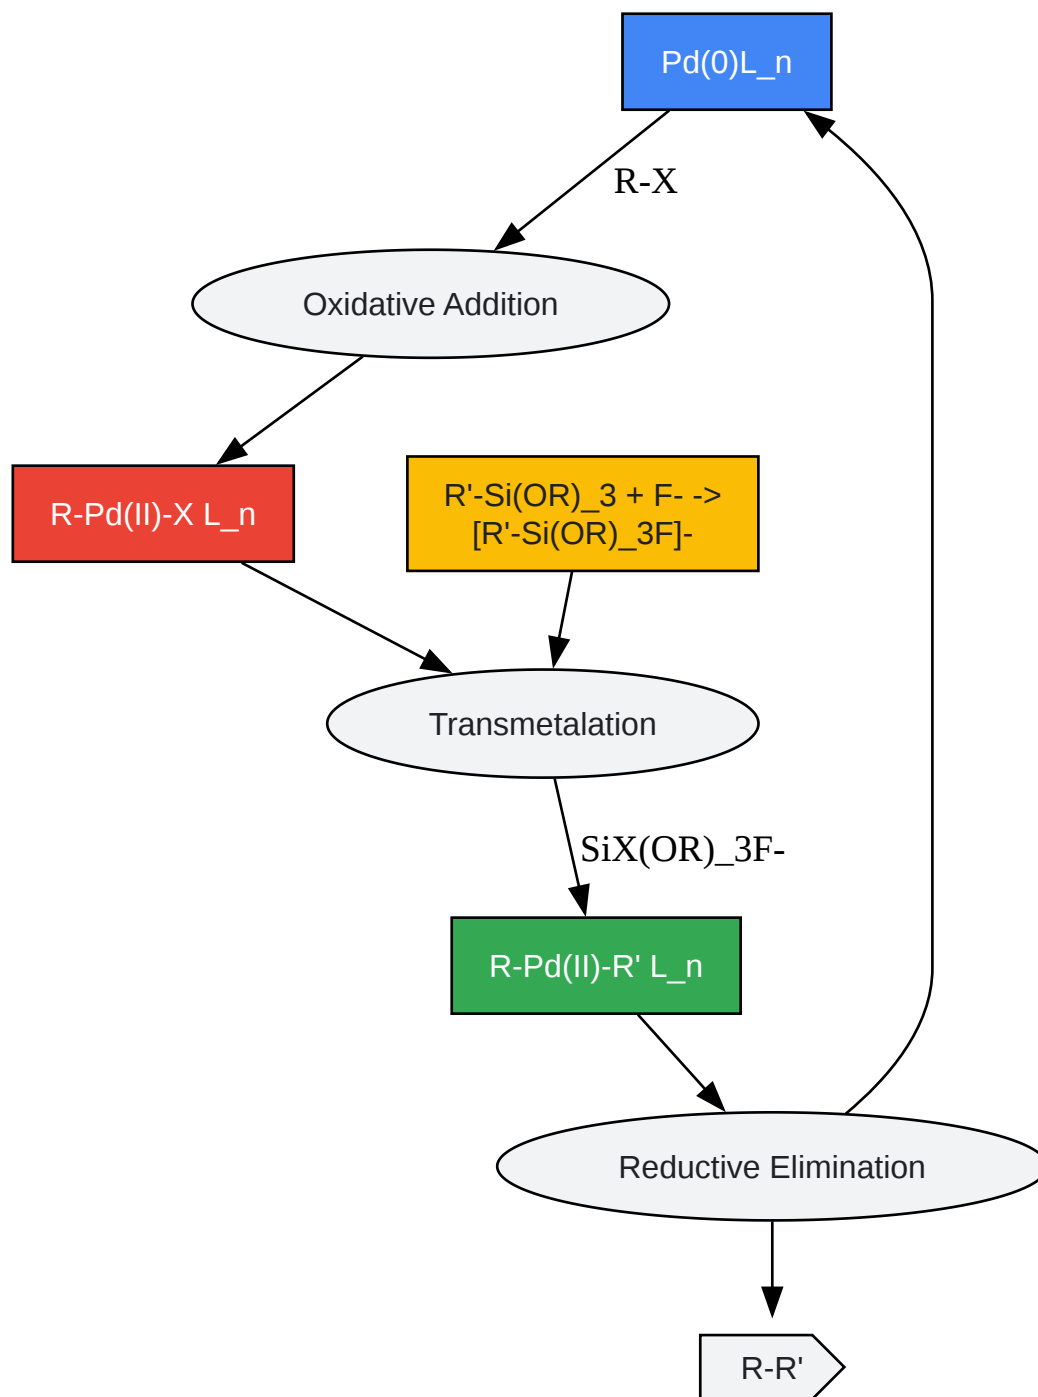 Pd(0)L_n
R-X
Oxidative Addition
R-Pd(II)-X L_n
R'-Si(OR)_3 + F- ->
[R'-Si(OR)_3F]-
Transmetalation
SiX(OR)_3F-
R-Pd(II)-R' L_n
Reductive Elimination
R-R'